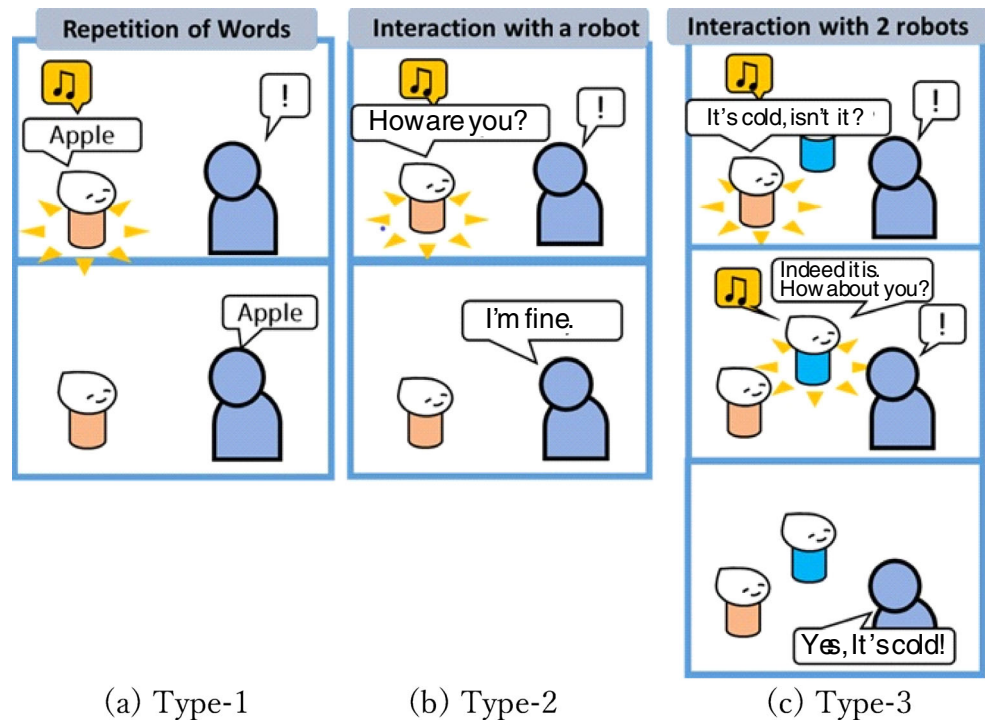 Repetition of Words
Apple
!
Apple
(a) Type-1
Interaction with a robot
How are you?
!
I'm fine.
(b) Type-2
Interaction with 2 robots
It's cold, isn't it?
!
Indeed it is.
How about you?
!
Yes, It's cold!
(c) Type-3